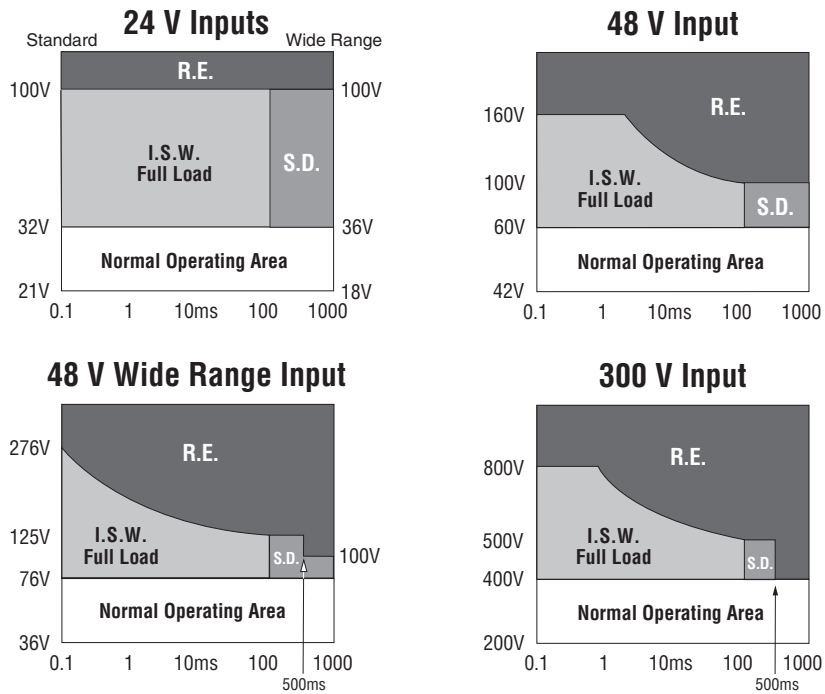 24 V Inputs
Standard
Wide Range
R.E.
100V
100V
I.S.W.
Full Load
S.D.
32V
36V
Normal Operating Area
21V
18V
0.1 1 10ms 100 1000
48 V Input
R.E.
160V
I.S.W.
Full Load
100V
S.D.
60V
Normal Operating Area
42V
0.1 1 10ms 100 1000
48 V Wide Range Input
276V
R.E.
125V
I.S.W.
Full Load
S.D.
100V
76V
Normal Operating Area
36V
0.1 1 10ms 100 1000
500ms
300 V Input
R.E.
800V
I.S.W.
Full Load
500V
S.D.
400V
Normal Operating Area
200V
0.1 1 10ms 100 1000
500ms